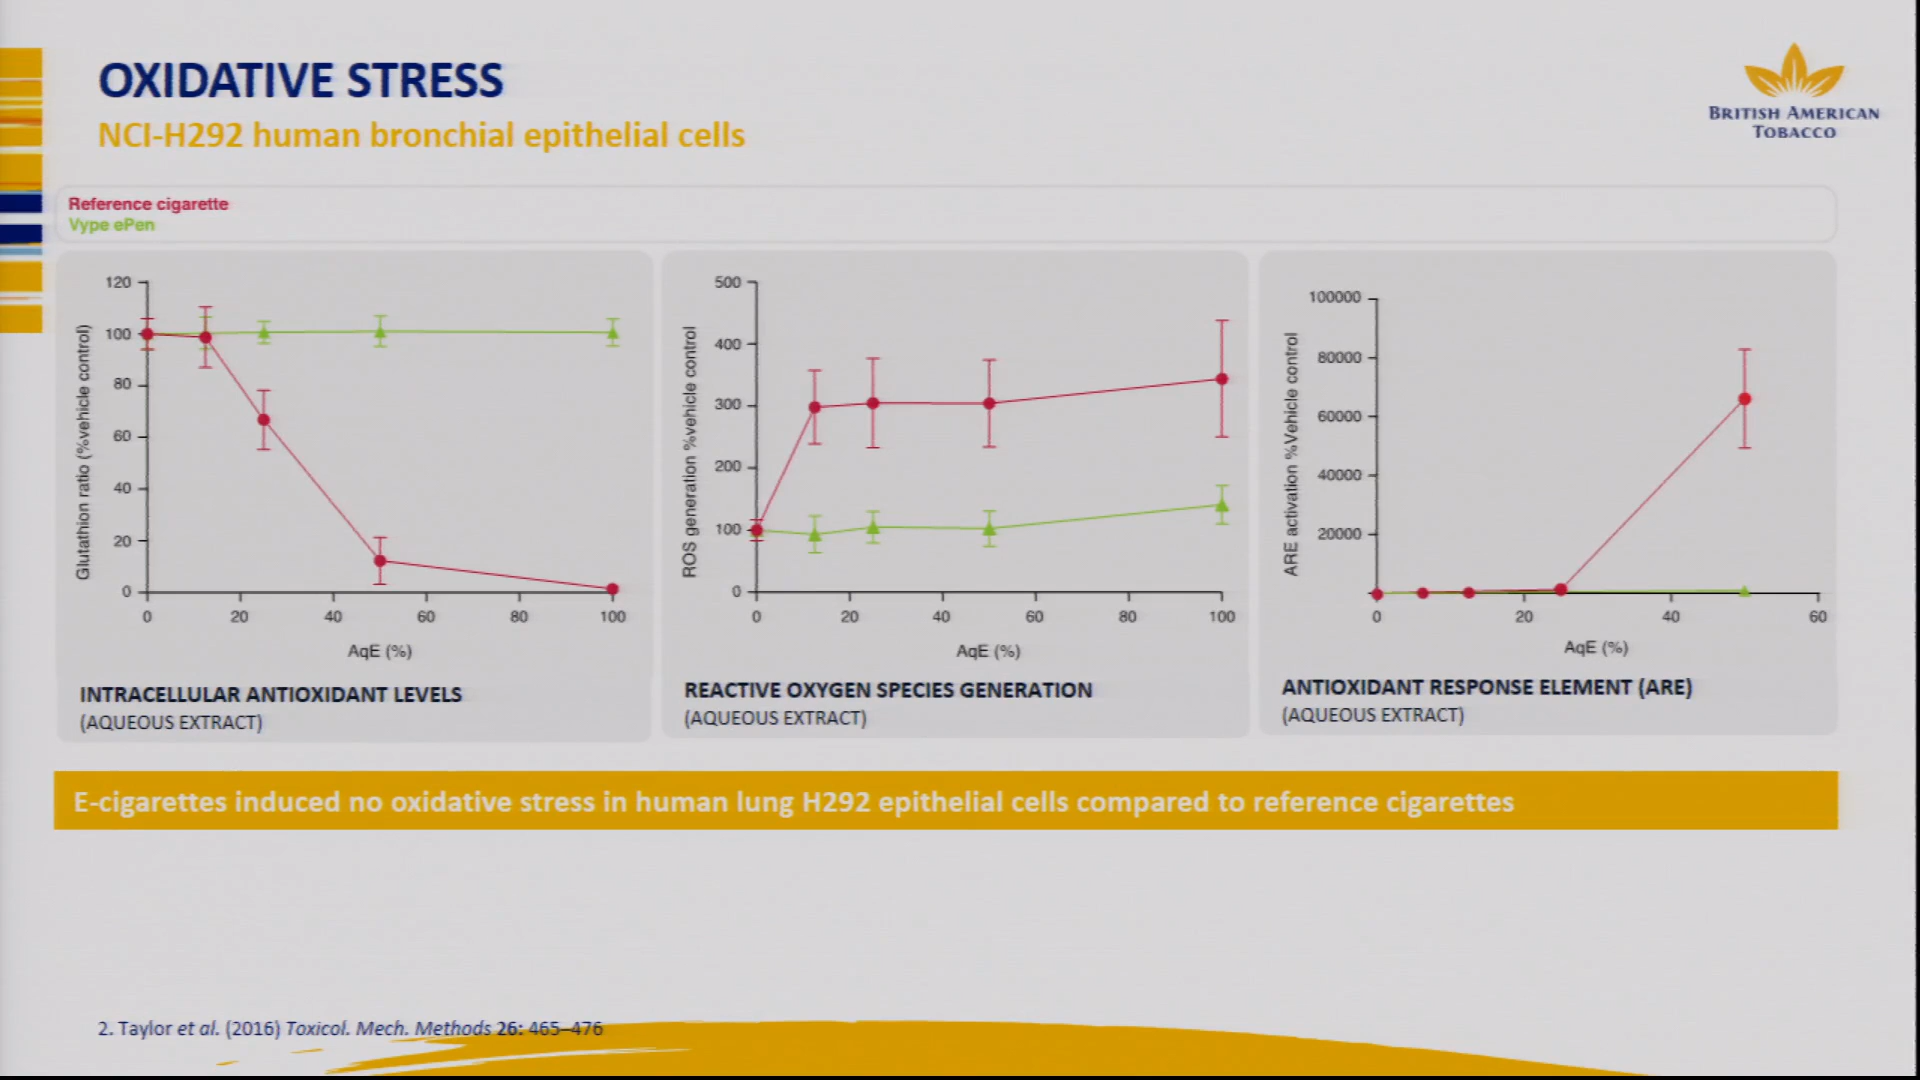 OXIDATIVE STRESS
NCI-H292 human bronchial epithelial cells
BRITISH AMERICAN
TOBACCO
Reference cigarette
Vype ePen
120
100
80
60
40
20
0
Glutathion ratio (%vehicle control)
0 20 40 60 80 100
AqE (%)
INTRACELLULAR ANTIOXIDANT LEVELS
(AQUEOUS EXTRACT)
500
400
300
200
100
0
ROS generation %vehicle control
0 20 40 60 80 100
AqE (%)
REACTIVE OXYGEN SPECIES GENERATION
(AQUEOUS EXTRACT)
100000
80000
60000
40000
20000
ARE activation %Vehicle control
0 20 40 60
AqE (%)
ANTIOXIDANT RESPONSE ELEMENT (ARE)
(AQUEOUS EXTRACT)
E-cigarettes induced no oxidative stress in human lung H292 epithelial cells compared to reference cigarettes
2. Taylor et al. (2016) Toxicol. Mech. Methods 26: 465–476